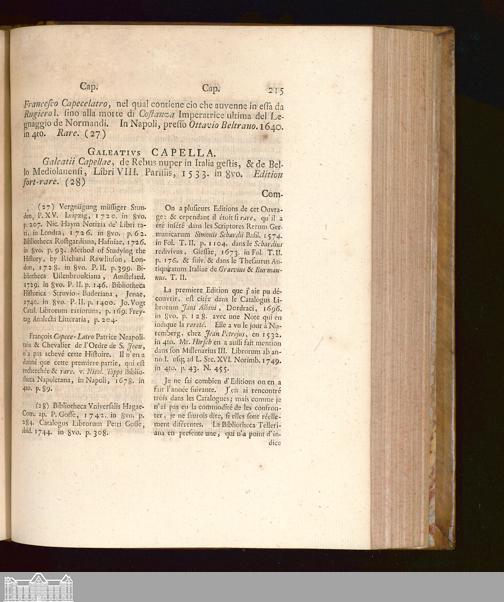 Cap. Cap. 215
Francesco Capecelatro, nel qual contiene cio che auvenne in essa da
Rugiero I. sino alla morte di Costanza Imperatrice ultima del Le-
gnaggio de Normandi. In Napoli, presso Ottavio Beltrano. 1640.
in 4to. Rare. (27)
GALEATIVS CAPELLA.
Galeatii Capellae, de Rebus nuper in Italia gestis, & de Bel-
lo Mediolanensi, Libri VIII. Parisiis, 1533. in 8vo. Edition
fort-rare. (28)
Com-
(27) Vergnügung müssiger Stun-
den, P. XV. Leipzig, 1720. in 8vo.
p. 207. Nic. Haym Notizia de' Libri ra-
ri, in Londra, 1726. in 8vo. p. 62.
Bibliotheca Rostgardiana, Hafniae, 1726.
in 8vo. p. 93. Method of Studying the
History, by Richard Rawlinson, Lon-
don, 1728. in 8vo. P. II. p. 399. Bi-
bliotheca Uilenbroukiana, Amstelaed.
1729. in 8vo. P. II. p. 146. Bibliotheca
Historica Struvio-Buderiana, Jenae,
1740. in 8vo. P. II. p. 1400. Jo. Vogt
Catal. Librorum rariorum, p. 169. Frey-
tag Analecta Litteraria, p. 204.
François Capece-Latro Patrice Neapoli-
tain & Chevalier de l'Ordre de S. Jean,
n'a pas achevé cette Histoire. Il n'en a
donné que cette premiere partie, qui est
recherchée & rare. v. Nicol. Toppo Biblio-
theca Napoletana, in Napoli, 1678. in
4to. p. 89.
(28) Bibliotheca Vniversalis Hagae-
Com. ap. P. Gosse, 1742. in 8vo. p.
284. Catalogus Librorum Petri Gosse,
ibid. 1744. in 8vo. p. 308.
On a plusieurs Editions de cet Ouvra-
ge: & cependant il étoit si rare, qu'il a
été inséré dans les Scriptores Rerum Ger-
manicarum Simonis Schardii Basil. 1574.
in Fol. T. II. p. 1104. dans le Schardius
redivivus, Giessae, 1673. in Fol. T. II.
p. 176. & suiv. & dans le Thesaurus An-
tiquitatum Italiae de Graevius & Burman-
nus. T. II.
La premiere Edition que j'aie pu dé-
couvrir, est citée dans le Catalogus Li-
brorum Jani Albini, Dordraci, 1696.
in 8vo. p. 128. avec une Note qui en
indique la rareté. Elle a vu le jour à Nu-
remberg, chez Jean Petrejus, en 1532.
in 4to. Mr. Hirsch en a aussi fait mention
dans son Millenarius III. Librorum ab an-
no I. usq; ad L. Sec. XVI. Norimb. 1749.
in 4to. p. 43. N. 455.
Je ne sai combien d'Editions on en a
fait l'année suivante. J'en ai rencontré
trois dans les Catalogues; mais comme je
n'ai pas eu la commodité de les confron-
ter, je ne saurois dire, si elles sont réelle-
ment différentes. La Bibliotheca Telleri-
ana en présente une, qui n'a point d'in-
dice